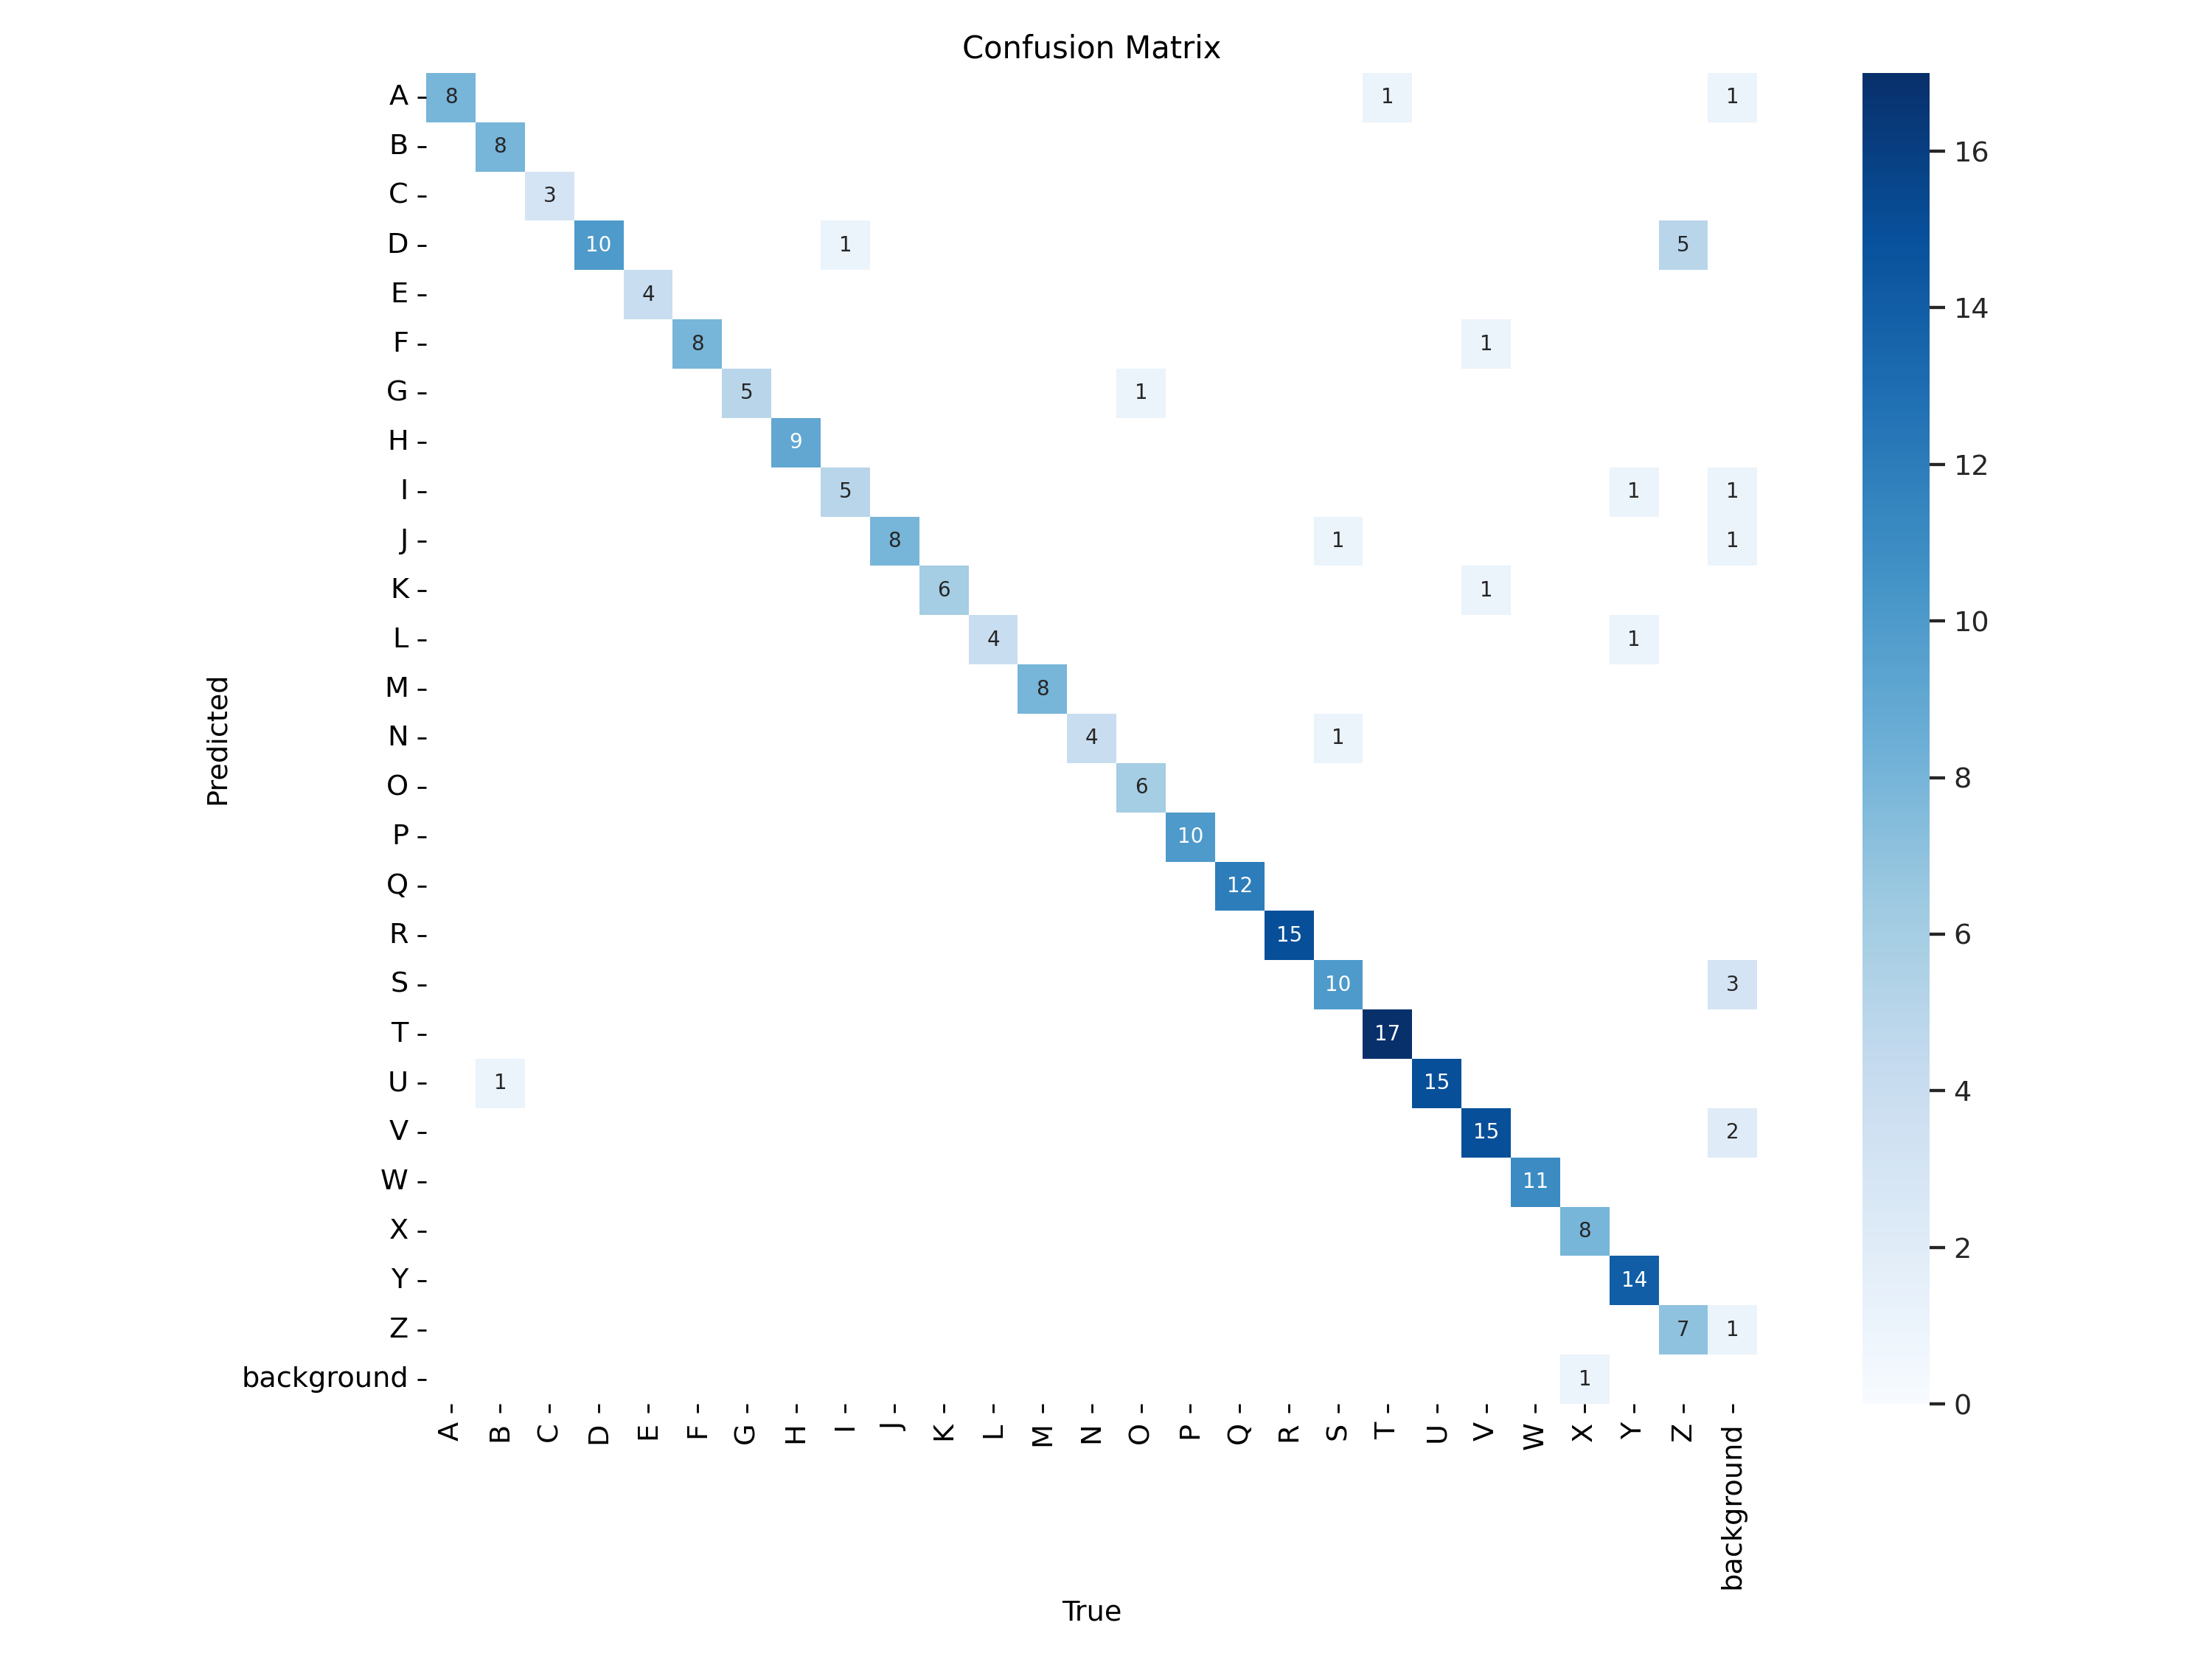 Confusion Matrix
A 8 1 1
B 8
C 3
D 10 1 5
E 4
F 8 1
G 5 1
H 9
I 5 1 1
J 8 1 1
K 6 1
L 4 1
M 8
N 4 1
O 6
P 10
Q 12
R 15
S 10 3
T 17
U 1 15
V 15 2
W 11
X 8
Y 14
Z 7 1
background 1
A B C D E F G H I J K L M N O P Q R S T U V W X Y Z background
True
Predicted
16
14
12
10
8
6
4
2
0